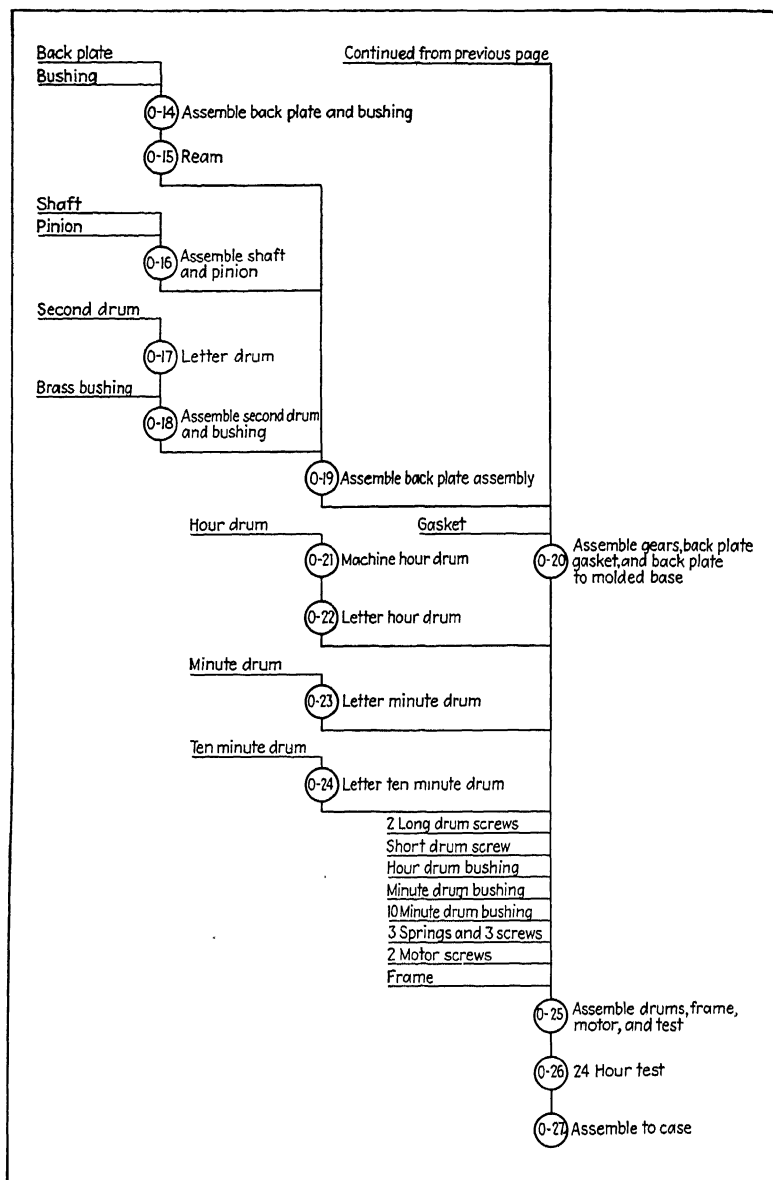 Back plate
Continued from previous page
Bushing
O-14 Assemble back plate and bushing
O-15 Ream
Shaft
Pinion
O-16 Assemble shaft
and pinion
Second drum
O-17 Letter drum
Brass bushing
O-18 Assemble second drum
and bushing
O-19 Assemble back plate assembly
Hour drum
Gasket
O-21 Machine hour drum
O-20 Assemble gears, back plate
gasket, and back plate
to molded base
O-22 Letter hour drum
Minute drum
O-23 Letter minute drum
Ten minute drum
O-24 Letter ten minute drum
2 Long drum screws
Short drum screw
Hour drum bushing
Minute drum bushing
10 Minute drum bushing
3 Springs and 3 screws
2 Motor screws
Frame
O-25 Assemble drums, frame,
motor, and test
O-26 24 Hour test
O-27 Assemble to case